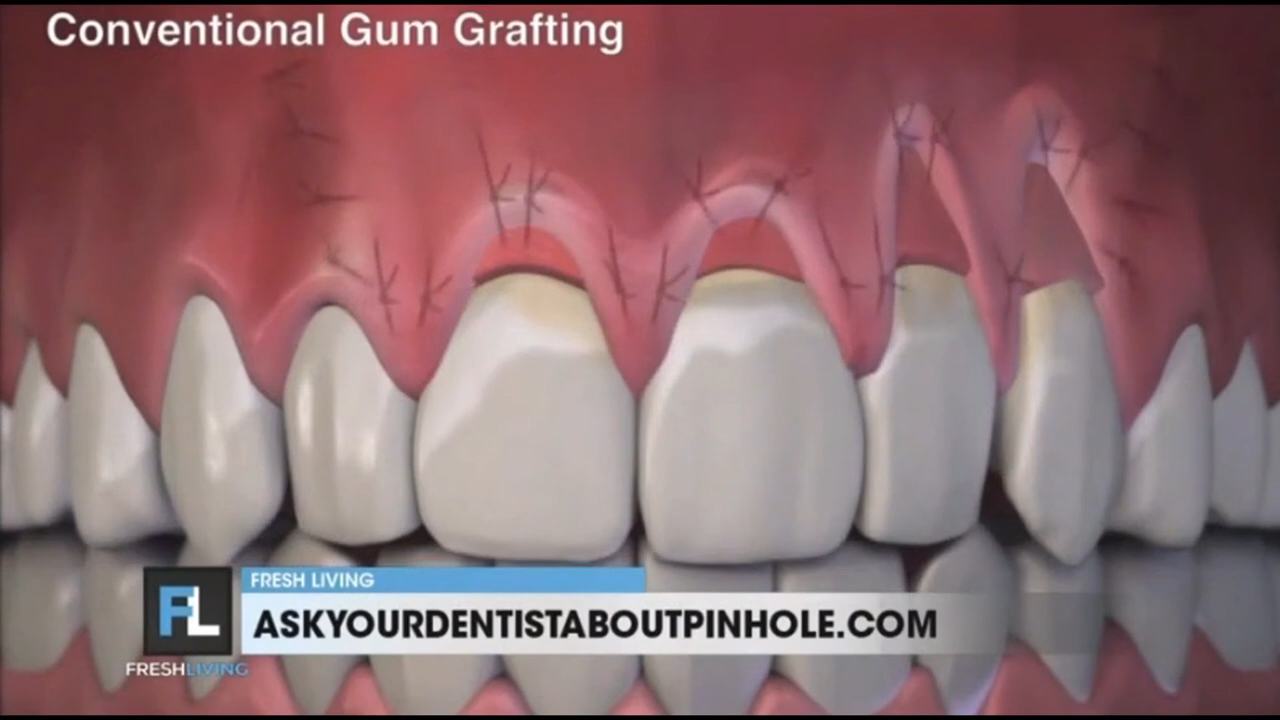 Conventional Gum Grafting
FL
FRESH LIVING
ASKYOURDENTISTABOUTPINHOLE.COM
FRESHLIVING